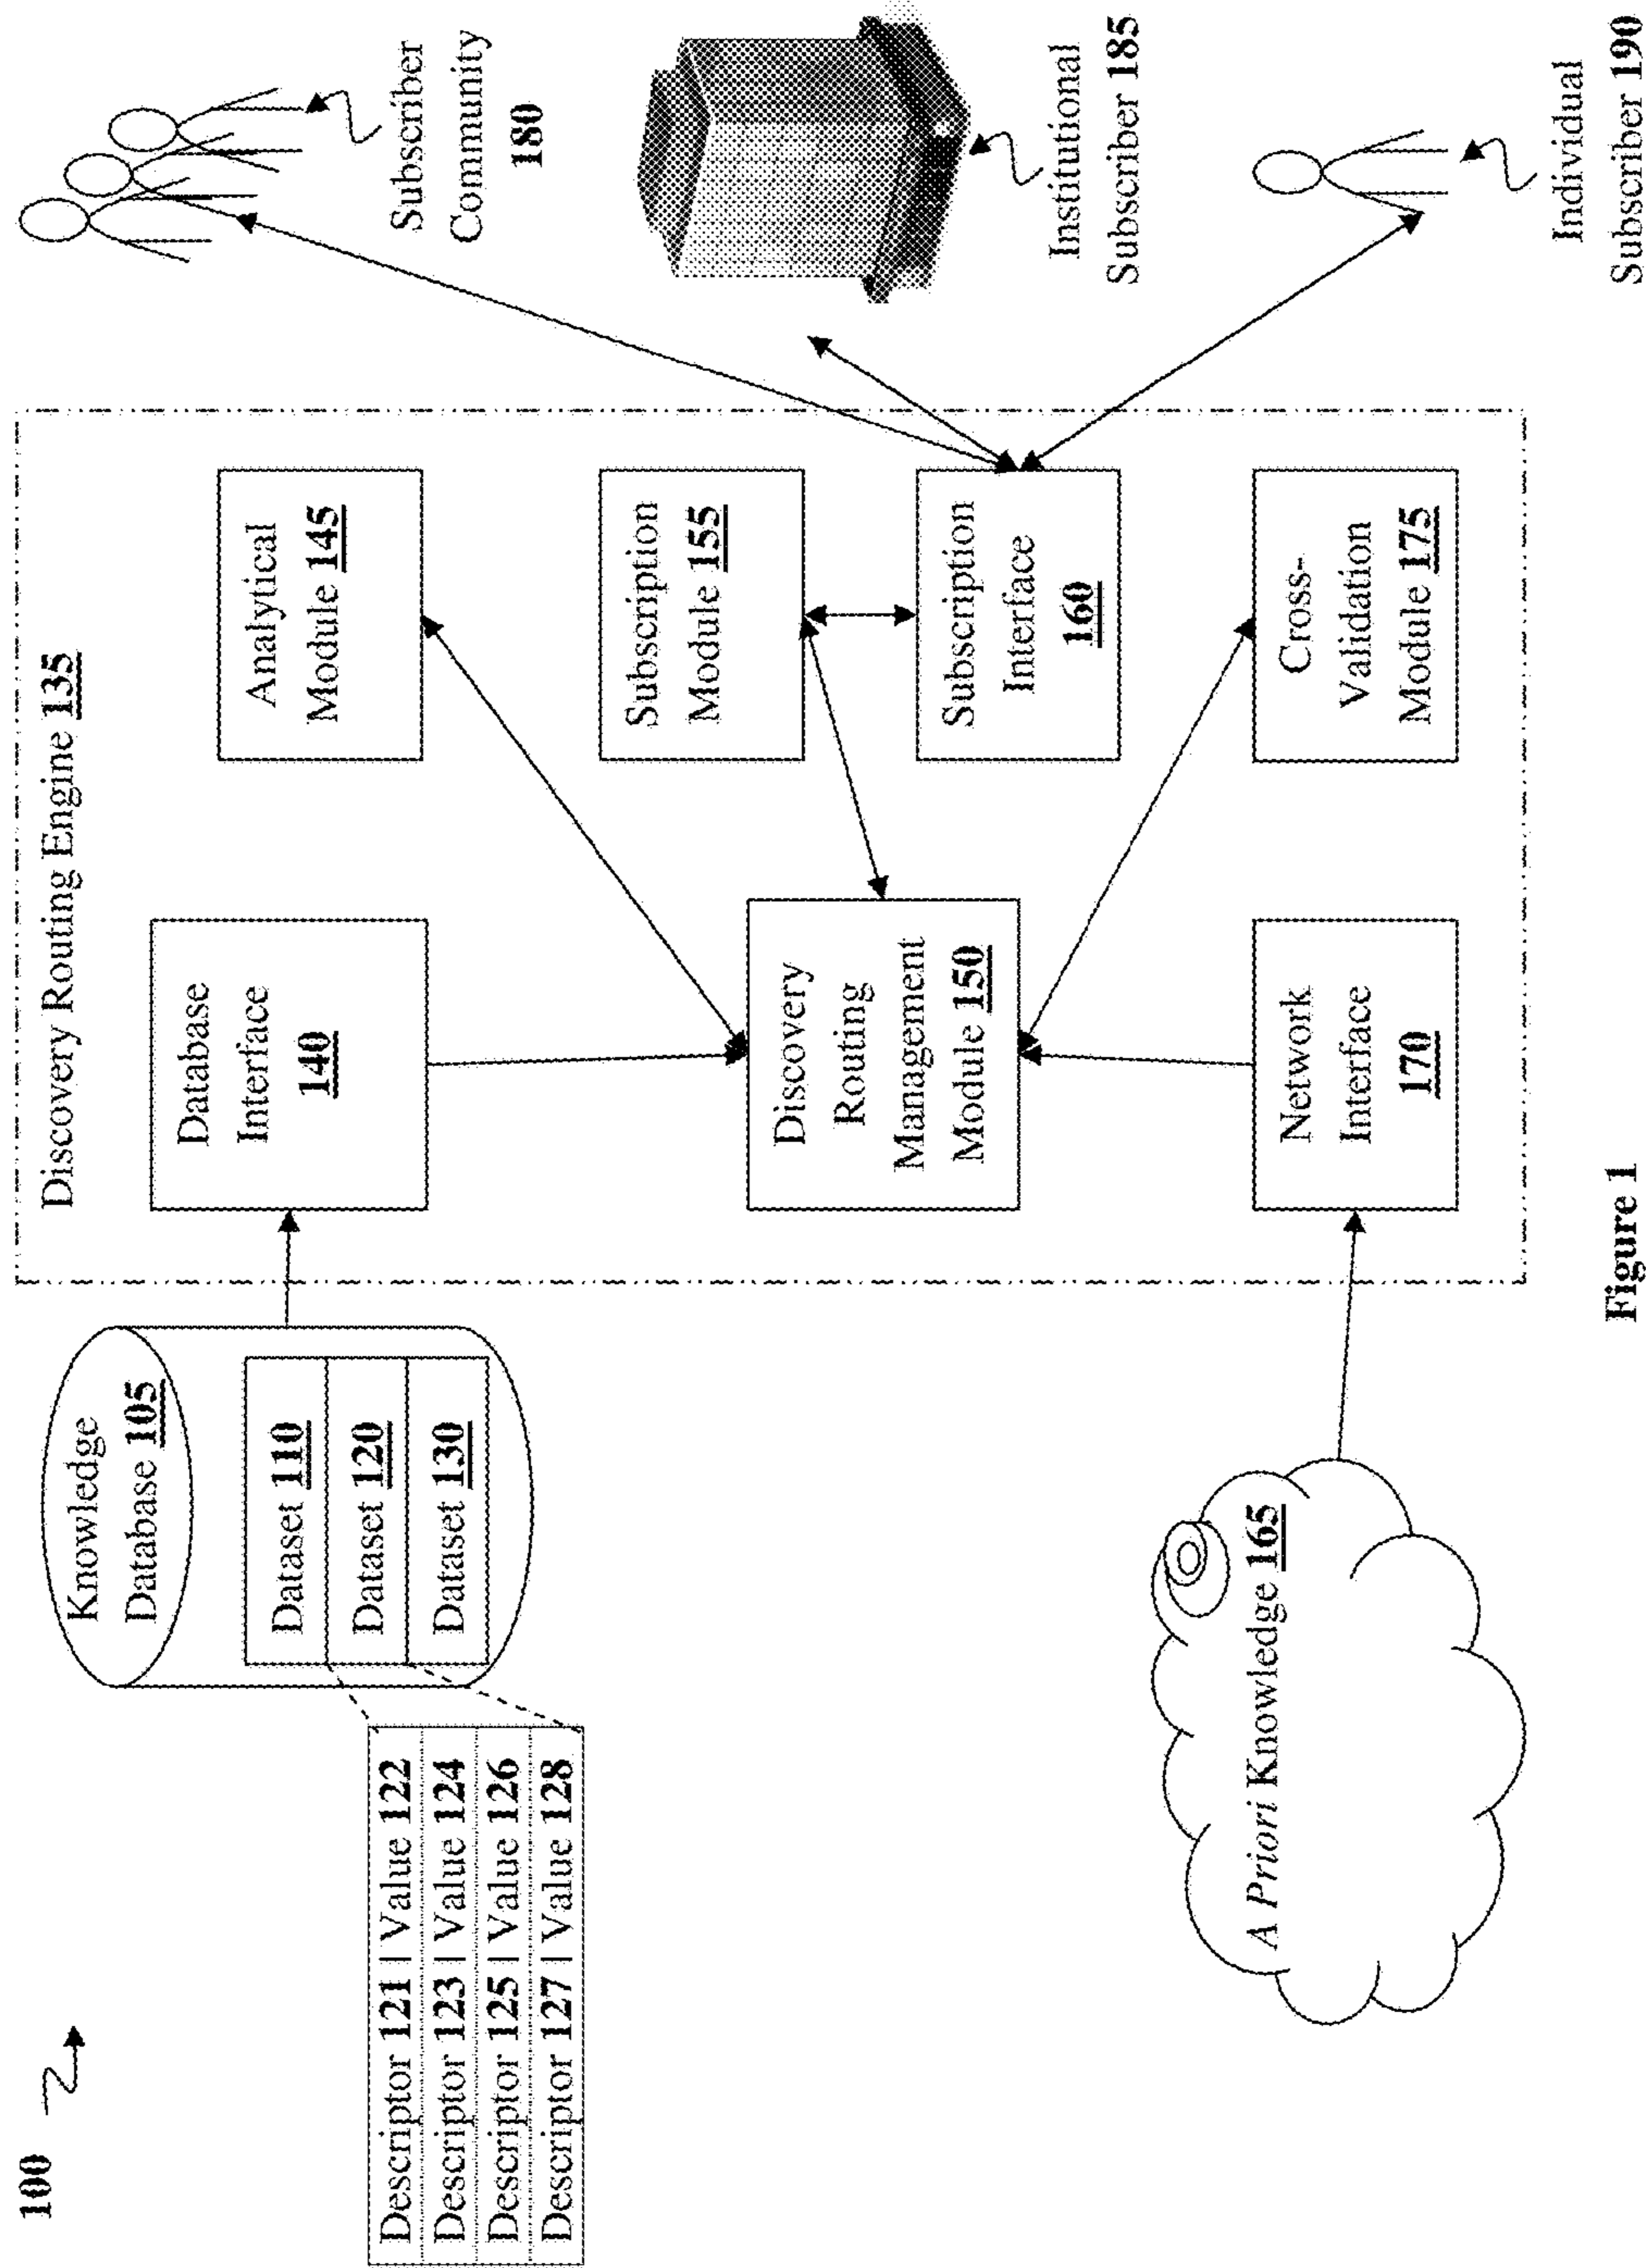 100
Knowledge
Database 105
Dataset 110
Dataset 120
Dataset 130
Descriptor 121 | Value 122
Descriptor 123 | Value 124
Descriptor 125 | Value 126
Descriptor 127 | Value 128
A Priori Knowledge 165
Discovery Routing Engine 135
Database
Interface
140
Analytical
Module 145
Discovery
Routing
Management
Module 150
Subscription
Module 155
Subscription
Interface
160
Network
Interface
170
Cross-
Validation
Module 175
Subscriber
Community
180
Institutional
Subscriber 185
Individual
Subscriber 190
Figure 1